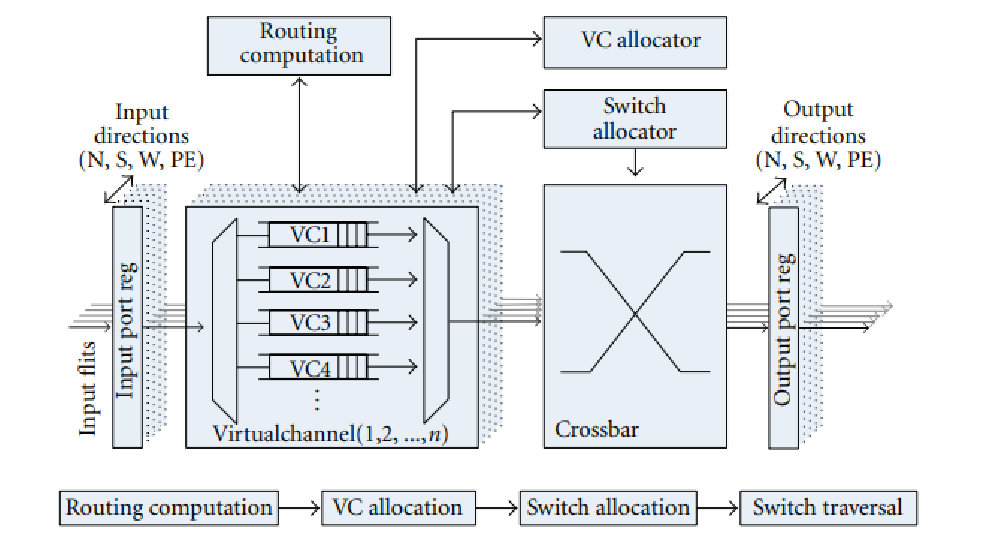 Routing
computation
VC allocator
Switch
allocator
Input
directions
(N, S, W, PE)
Output
directions
(N, S, W, PE)
Input flits
Input port reg
VC1
VC2
VC3
VC4
Virtualchannel(1,2, ...,n)
Crossbar
Output port reg
Routing computation
VC allocation
Switch allocation
Switch traversal